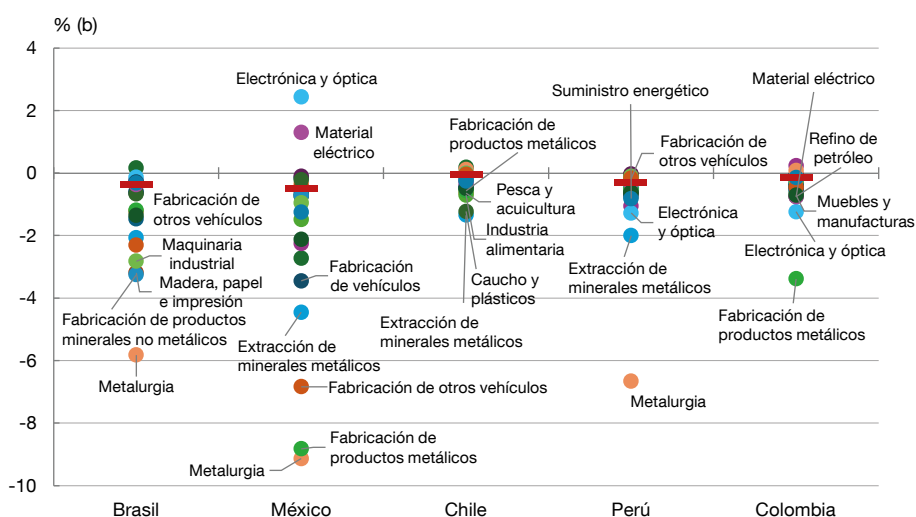 % (b)
4
2
0
-2
-4
-6
-8
-10
Fabricación de
otros vehículos
Maquinaria
industrial
Madera, papel
e impresión
Fabricación de productos
minerales no metálicos
Metalurgia
Electrónica y óptica
Material
eléctrico
Fabricación
de vehículos
Extracción de
minerales metálicos
Fabricación de otros vehículos
Fabricación de
productos metálicos
Metalurgia
Fabricación de
productos metálicos
Pesca y
acuicultura
Industria
alimentaria
Caucho y
plásticos
Extracción de
minerales metálicos
Suministro energético
Fabricación de
otros vehículos
Electrónica
y óptica
Extracción de
minerales metálicos
Metalurgia
Material eléctrico
Refino de
petróleo
Muebles y
manufacturas
Electrónica y óptica
Fabricación de
productos metálicos
Brasil
México
Chile
Perú
Colombia